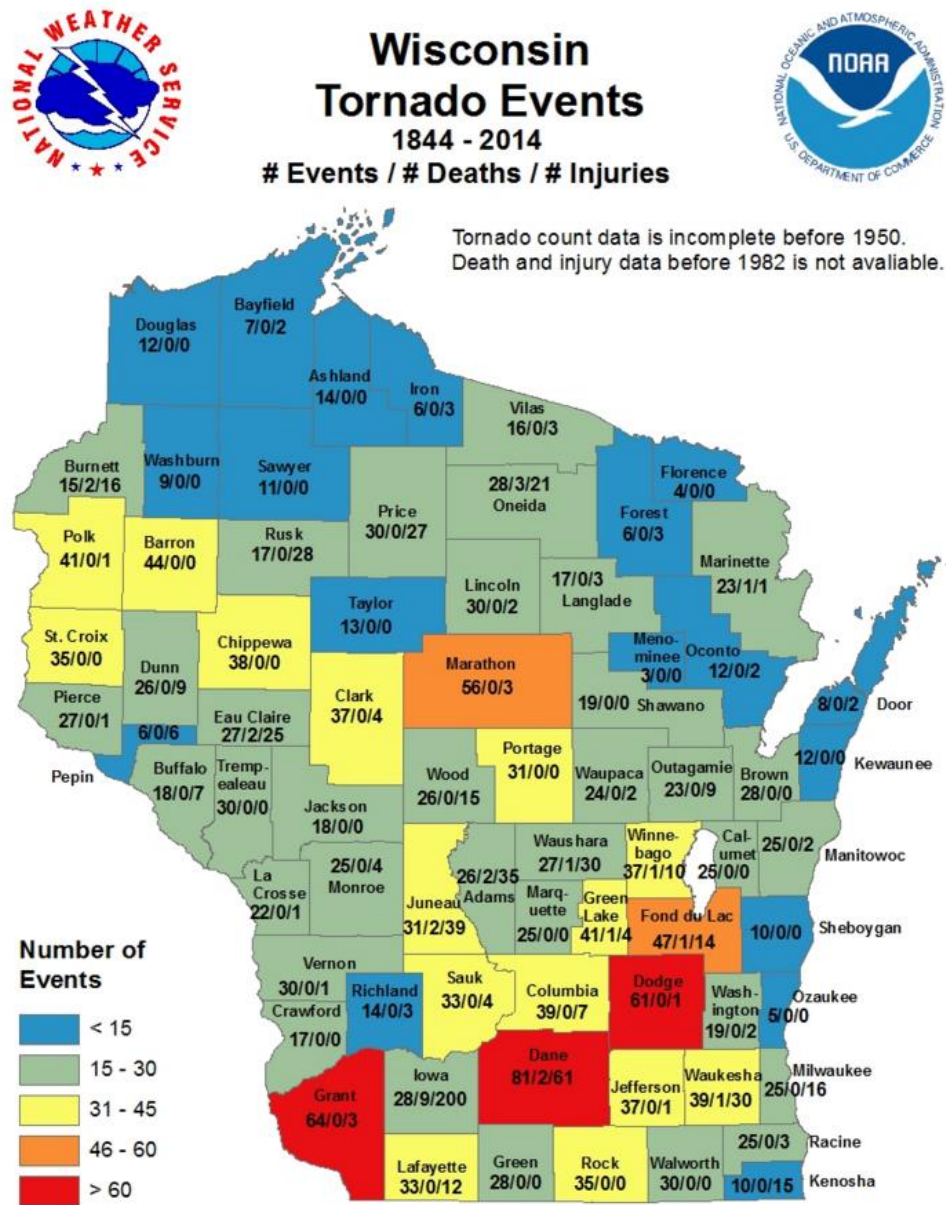 NATIONAL WEATHER SERVICE
Wisconsin
Tornado Events
1844 - 2014
# Events / # Deaths / # Injuries
NOAA
NATIONAL OCEANIC AND ATMOSPHERIC ADMINISTRATION
U.S. DEPARTMENT OF COMMERCE
Tornado count data is incomplete before 1950.
Death and injury data before 1982 is not avaliable.
Douglas
12/0/0
Bayfield
7/0/2
Ashland
14/0/0
Iron
6/0/3
Vilas
16/0/3
Burnett
15/2/16
Washburn
9/0/0
Sawyer
11/0/0
Price
30/0/27
28/3/21
Oneida
Forest
6/0/3
Florence
4/0/0
Marinette
23/1/1
Polk
41/0/1
Barron
44/0/0
Rusk
17/0/28
Taylor
13/0/0
Lincoln
30/0/2
17/0/3
Langlade
St. Croix
35/0/0
Dunn
26/0/9
Chippewa
38/0/0
Clark
37/0/4
Marathon
56/0/3
Meno-
minee
3/0/0
Oconto
12/0/2
19/0/0
Shawano
8/0/2
Door
Pierce
27/0/1
6/0/6
Pepin
Eau Claire
27/2/25
Buffalo
18/0/7
Tremp-
ealeau
30/0/0
Jackson
18/0/0
Wood
26/0/15
Portage
31/0/0
Waupaca
24/0/2
Outagamie
23/0/9
Brown
28/0/0
12/0/0
Kewaunee
La
Crosse
22/0/1
25/0/4
Monroe
Juneau
31/2/39
26/2/35
Adams
Waushara
27/1/30
Marq-
uette
25/0/0
Green
Lake
41/1/4
Winne-
bago
37/1/10
Cal-
umet
25/0/0
25/0/2
Manitowoc
Fond du Lac
47/1/14
10/0/0
Sheboygan
Vernon
30/0/1
Crawford
17/0/0
Richland
14/0/3
Sauk
33/0/4
Columbia
39/0/7
Dodge
61/0/1
Wash-
ington
19/0/2
Ozaukee
5/0/0
Grant
64/0/3
Iowa
28/9/200
Dane
81/2/61
Jefferson
37/0/1
Waukesha
39/1/30
Milwaukee
25/0/16
Lafayette
33/0/12
Green
28/0/0
Rock
35/0/0
Walworth
30/0/0
25/0/3
Racine
10/0/15
Kenosha
Number of
Events
< 15
15 - 30
31 - 45
46 - 60
> 60